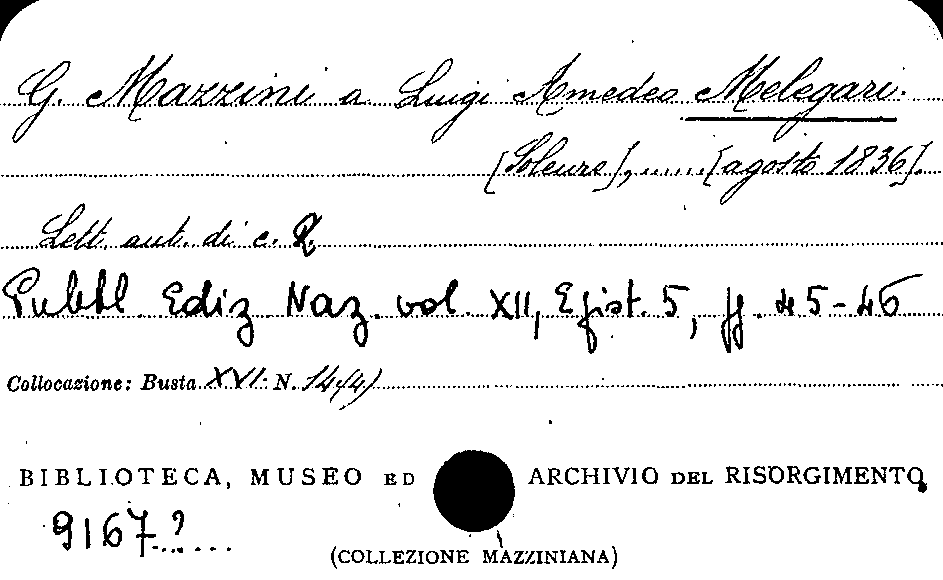 G. Mazzini a Luigi Amedeo Melegari.
[Soleure], ...... [agosto 1836].
Lett. aut. di c. 2.
Pubbl. Ediz. Naz. vol. XII, Epist. 5, pp. 45-46
Collocazione: Busta XVI. N. 14(4)
BIBLIOTECA, MUSEO ED ARCHIVIO DEL RISORGIMENTO
9167?
(COLLEZIONE MAZZINIANA)